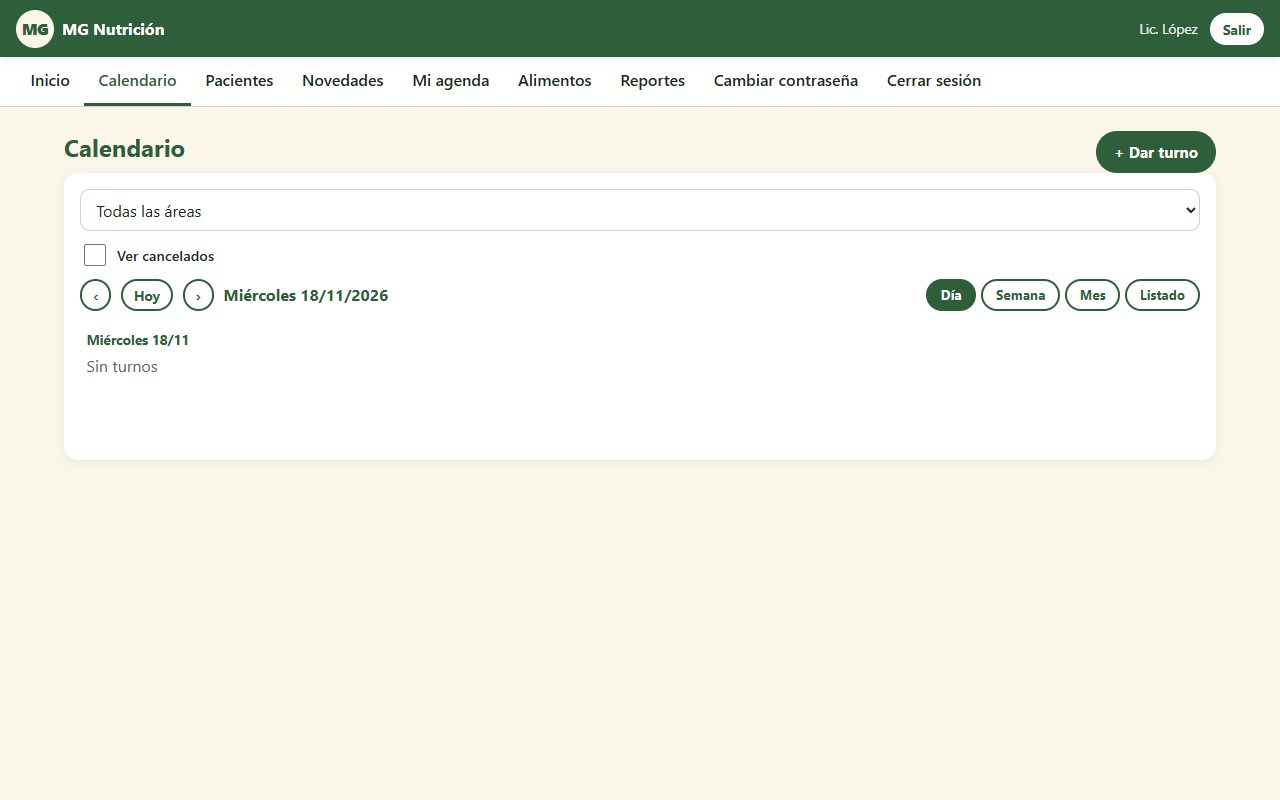 MG MG Nutrición Lic. López Salir
Inicio Calendario Pacientes Novedades Mi agenda Alimentos Reportes Cambiar contraseña Cerrar sesión
Calendario + Dar turno
Todas las áreas
Ver cancelados
‹ Hoy › Miércoles 18/11/2026 Día Semana Mes Listado
Miércoles 18/11
Sin turnos